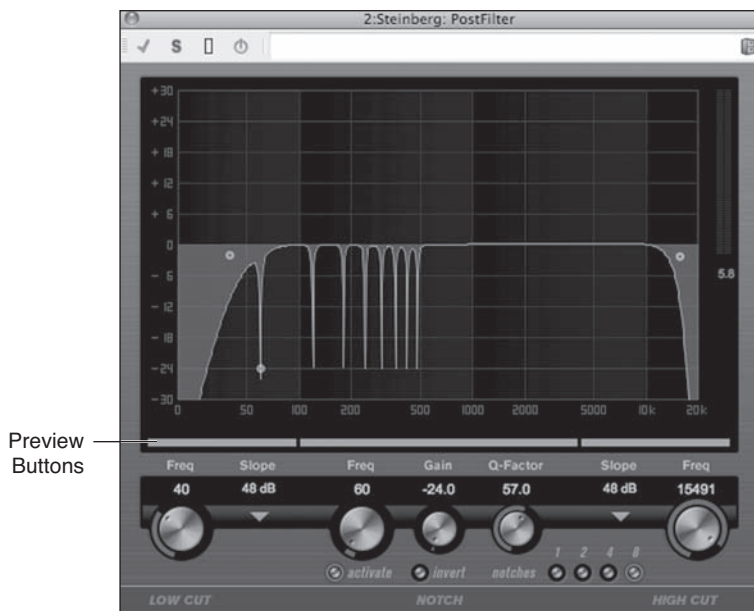 2:Steinberg: PostFilter
S
+30
+24
+18
+12
+6
0
-6
-12
-18
-24
-30
0 50 100 200 500 1000 2000 5000 10k 20k
5.8
Preview
Buttons
Freq Slope Freq Gain Q-Factor Slope Freq
40 48 dB 60 -24.0 57.0 48 dB 15491
1 2 4 8
activate invert notches
LOW CUT NOTCH HIGH CUT